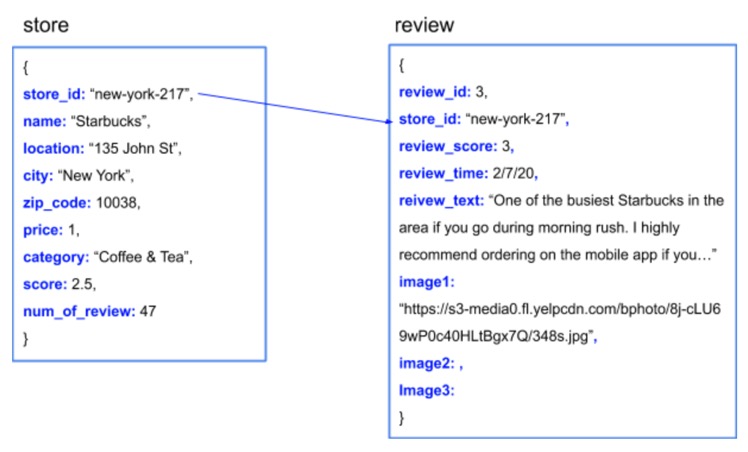 store
{
store_id: “new-york-217”,
name: “Starbucks”,
location: “135 John St”,
city: “New York”,
zip_code: 10038,
price: 1,
category: “Coffee & Tea”,
score: 2.5,
num_of_review: 47
}
review
{
review_id: 3,
store_id: “new-york-217”,
review_score: 3,
review_time: 2/7/20,
reivew_text: “One of the busiest Starbucks in the
area if you go during morning rush. I highly
recommend ordering on the mobile app if you…”
image1:
“https://s3-media0.fl.yelpcdn.com/bphoto/8j-cLU6
9wP0c40HLtBgx7Q/348s.jpg”,
image2: ,
Image3:
}